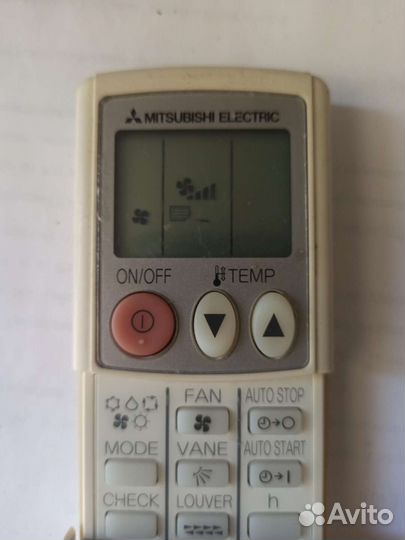 MITSUBISHI ELECTRIC
ON/OFF TEMP
FAN AUTO STOP
MODE VANE AUTO START
CHECK LOUVER h
Avito